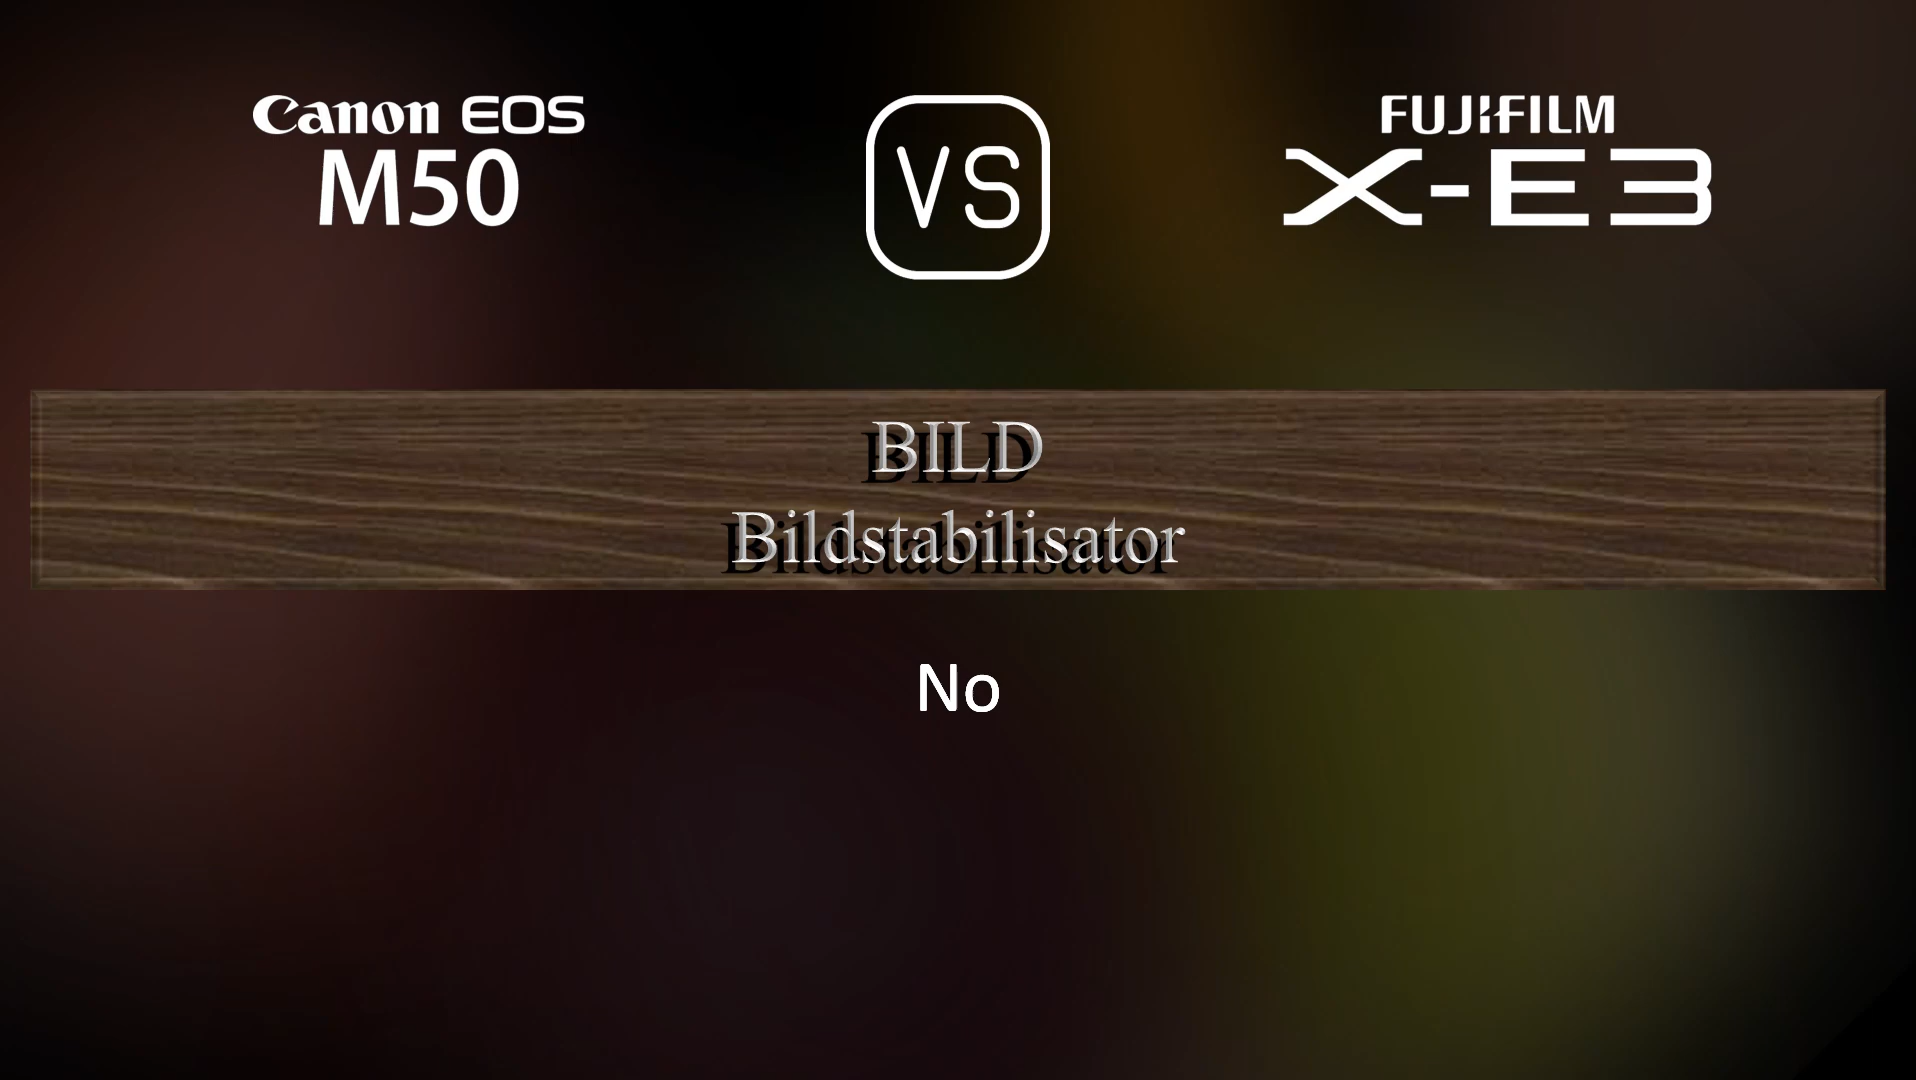 Canon EOS
M50
VS
FUJIFILM
X-E3
BILD
Bildstabilisator
No